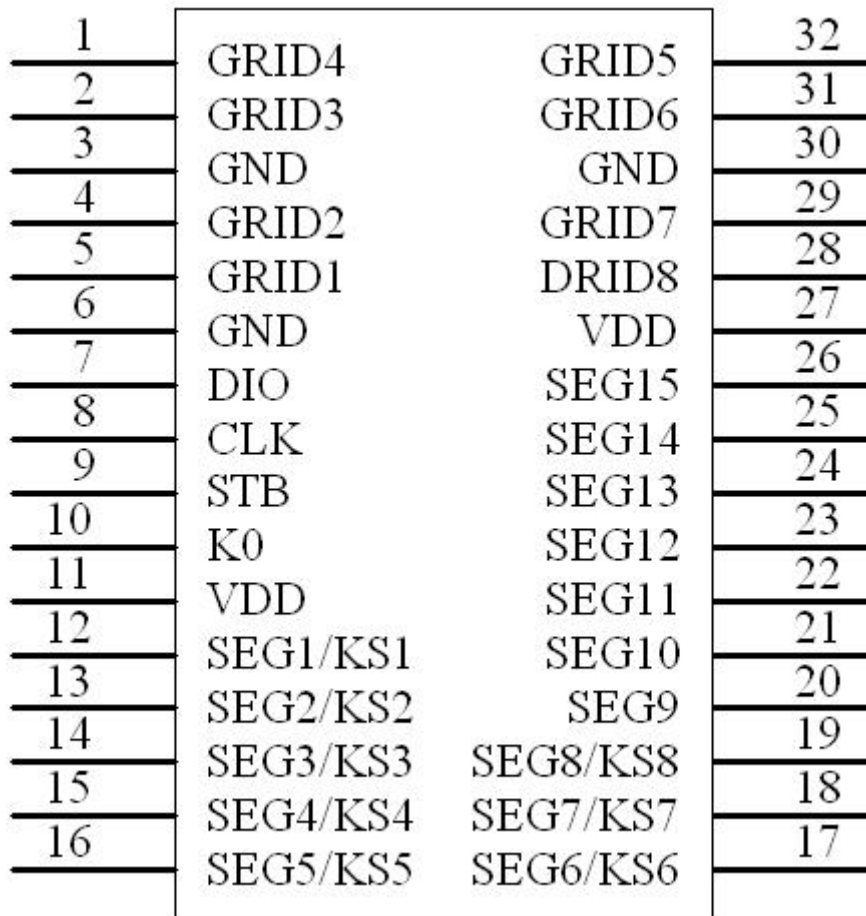 1 GRID4 GRID5 32
2 GRID3 GRID6 31
3 GND GND 30
4 GRID2 GRID7 29
5 GRID1 DRID8 28
6 GND VDD 27
7 DIO SEG15 26
8 CLK SEG14 25
9 STB SEG13 24
10 K0 SEG12 23
11 VDD SEG11 22
12 SEG1/KS1 SEG10 21
13 SEG2/KS2 SEG9 20
14 SEG3/KS3 SEG8/KS8 19
15 SEG4/KS4 SEG7/KS7 18
16 SEG5/KS5 SEG6/KS6 17